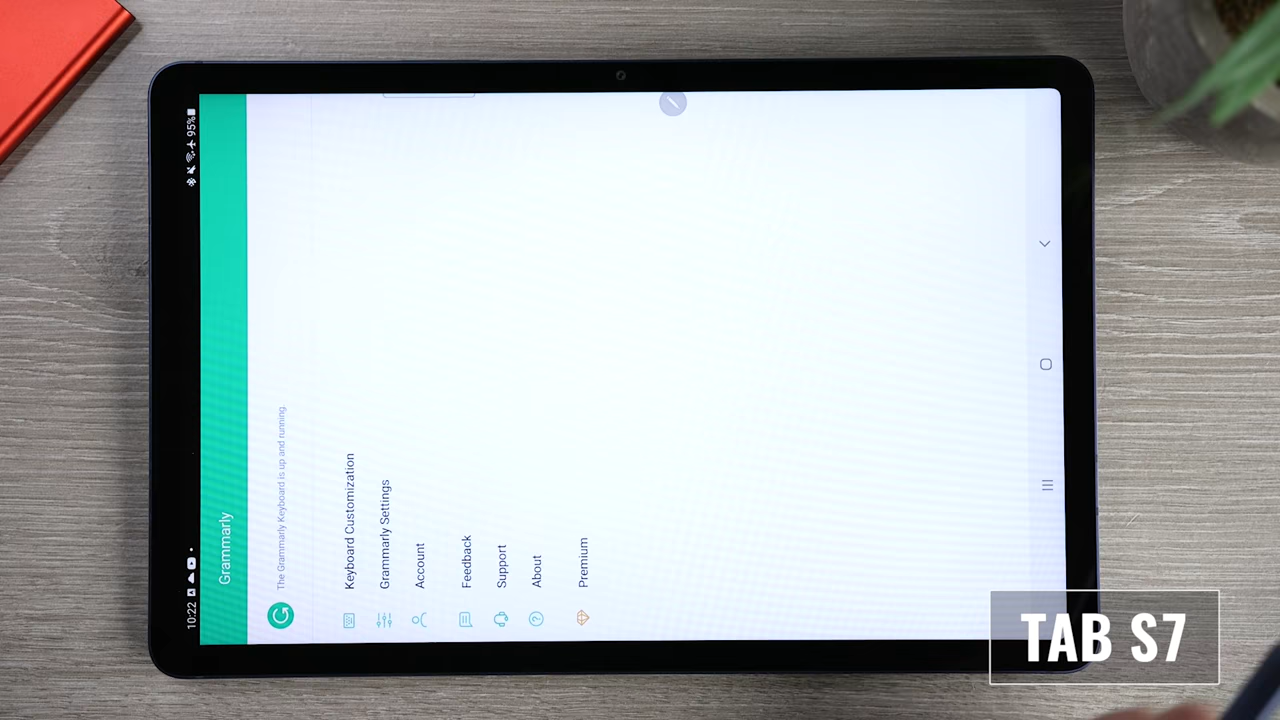 10:22
95%
Grammarly
The Grammarly Keyboard is up and running.
Keyboard Customization
Grammarly Settings
Account
Feedback
Support
About
Premium
TAB S7